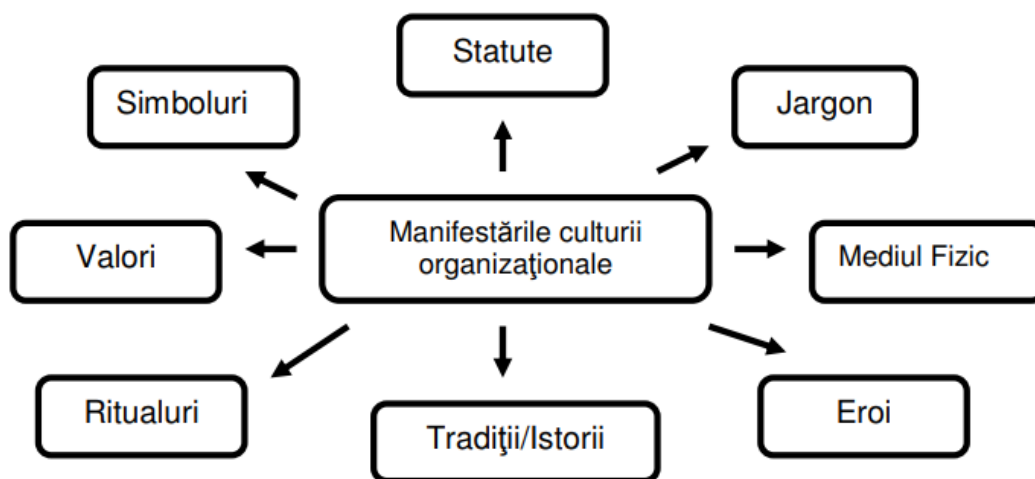 Statute
Simboluri
Jargon
Manifestările culturii
organizaţionale
Valori
Mediul Fizic
Ritualuri
Tradiţii/Istorii
Eroi